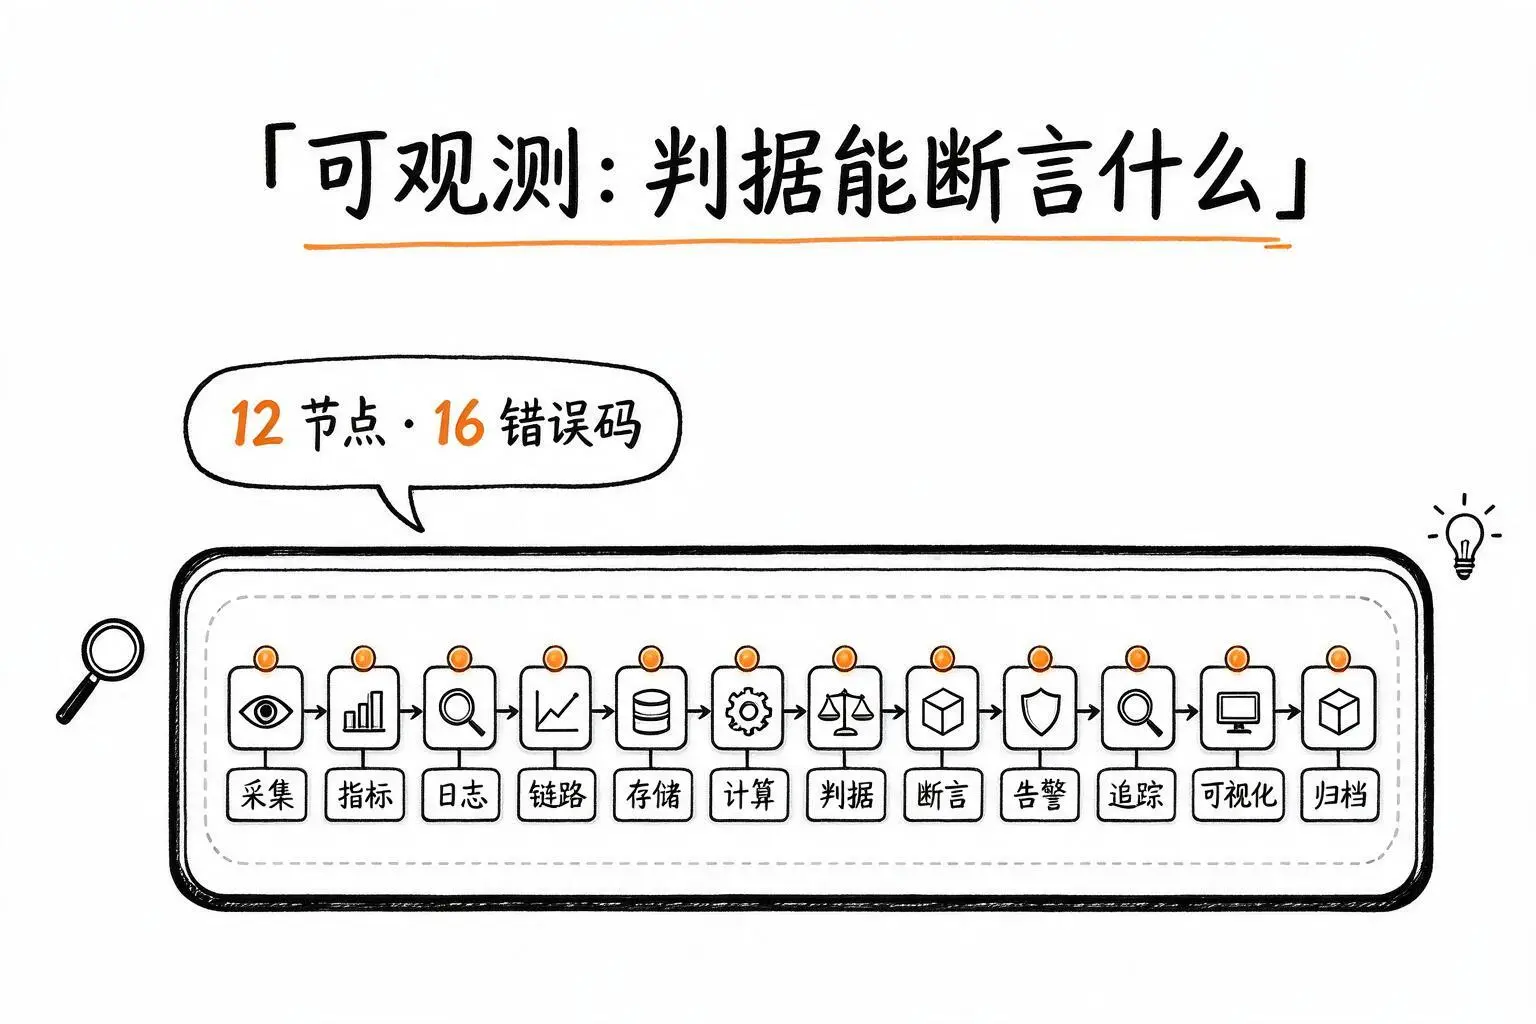 「可观测：判据能断言什么」
12 节点 · 16 错误码
采集 指标 日志 链路 存储 计算 判据 断言 告警 追踪 可视化 归档